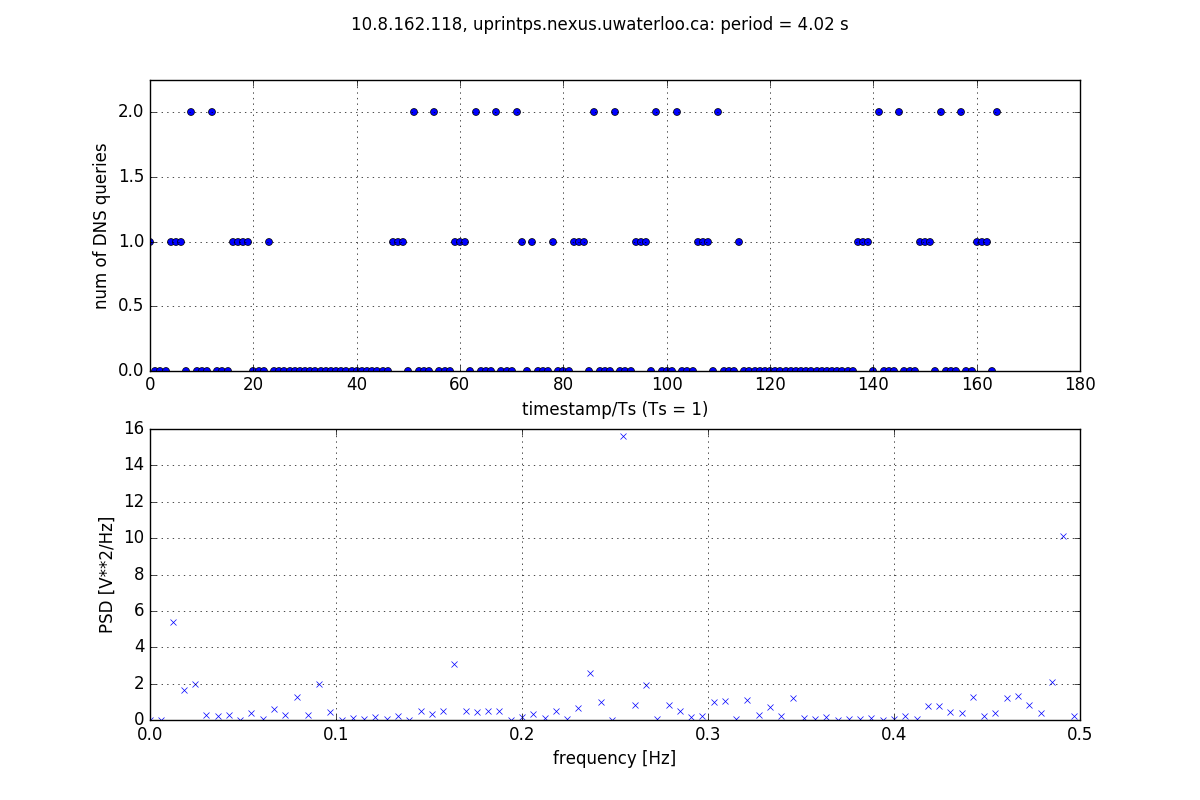 10.8.162.118, uprintps.nexus.uwaterloo.ca: period = 4.02 s
2.0
1.5
1.0
0.5
0.0
num of DNS queries
0 20 40 60 80 100 120 140 160 180
timestamp/Ts (Ts = 1)
16
14
12
10
8
6
4
2
0
PSD [V**2/Hz]
0.0 0.1 0.2 0.3 0.4 0.5
frequency [Hz]